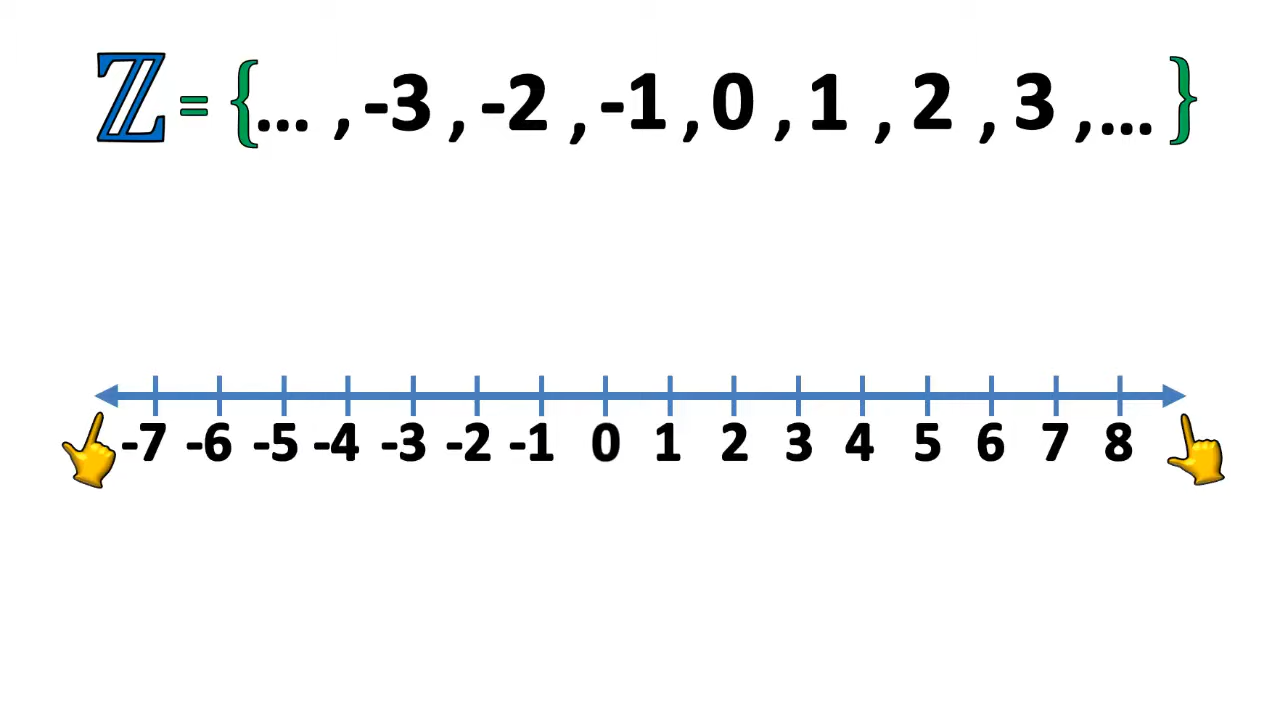 ℤ = {... , -3 , -2 , -1 , 0 , 1 , 2 , 3 ,... }
-7 -6 -5 -4 -3 -2 -1 0 1 2 3 4 5 6 7 8